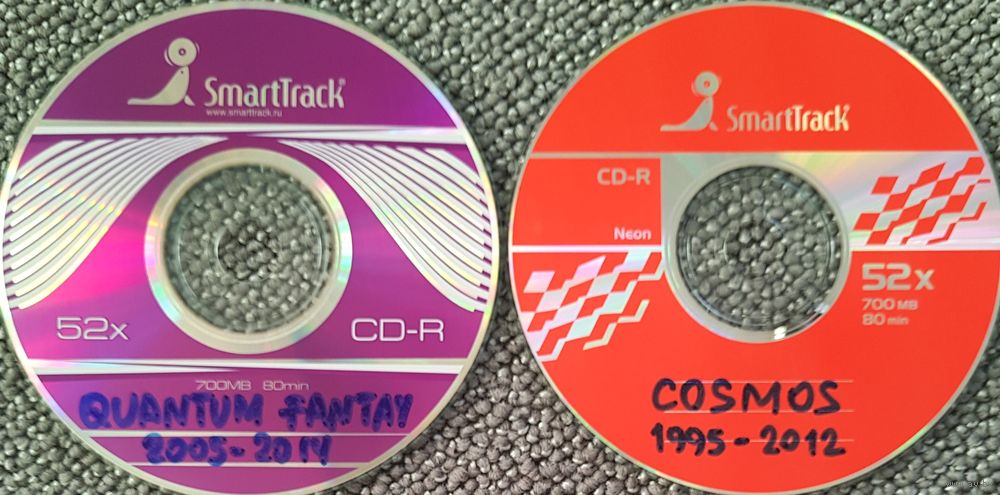 SmartTrack
www.smarttrack.ru
52x
CD-R
700MB 80min
QUANTUM FANTAY
2005-2014
SmartTrack
CD-R
Neon
52x
700 MB
80 min
COSMOS
1995-2012